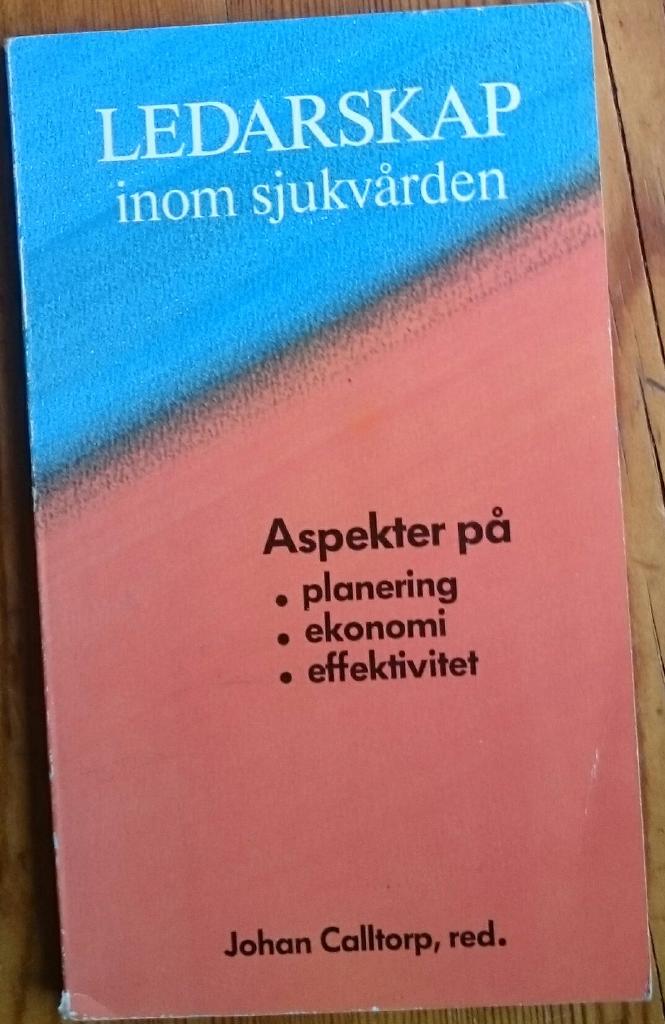 LEDARSKAP
inom sjukvården
Aspekter på
• planering
• ekonomi
• effektivitet
Johan Calltorp, red.